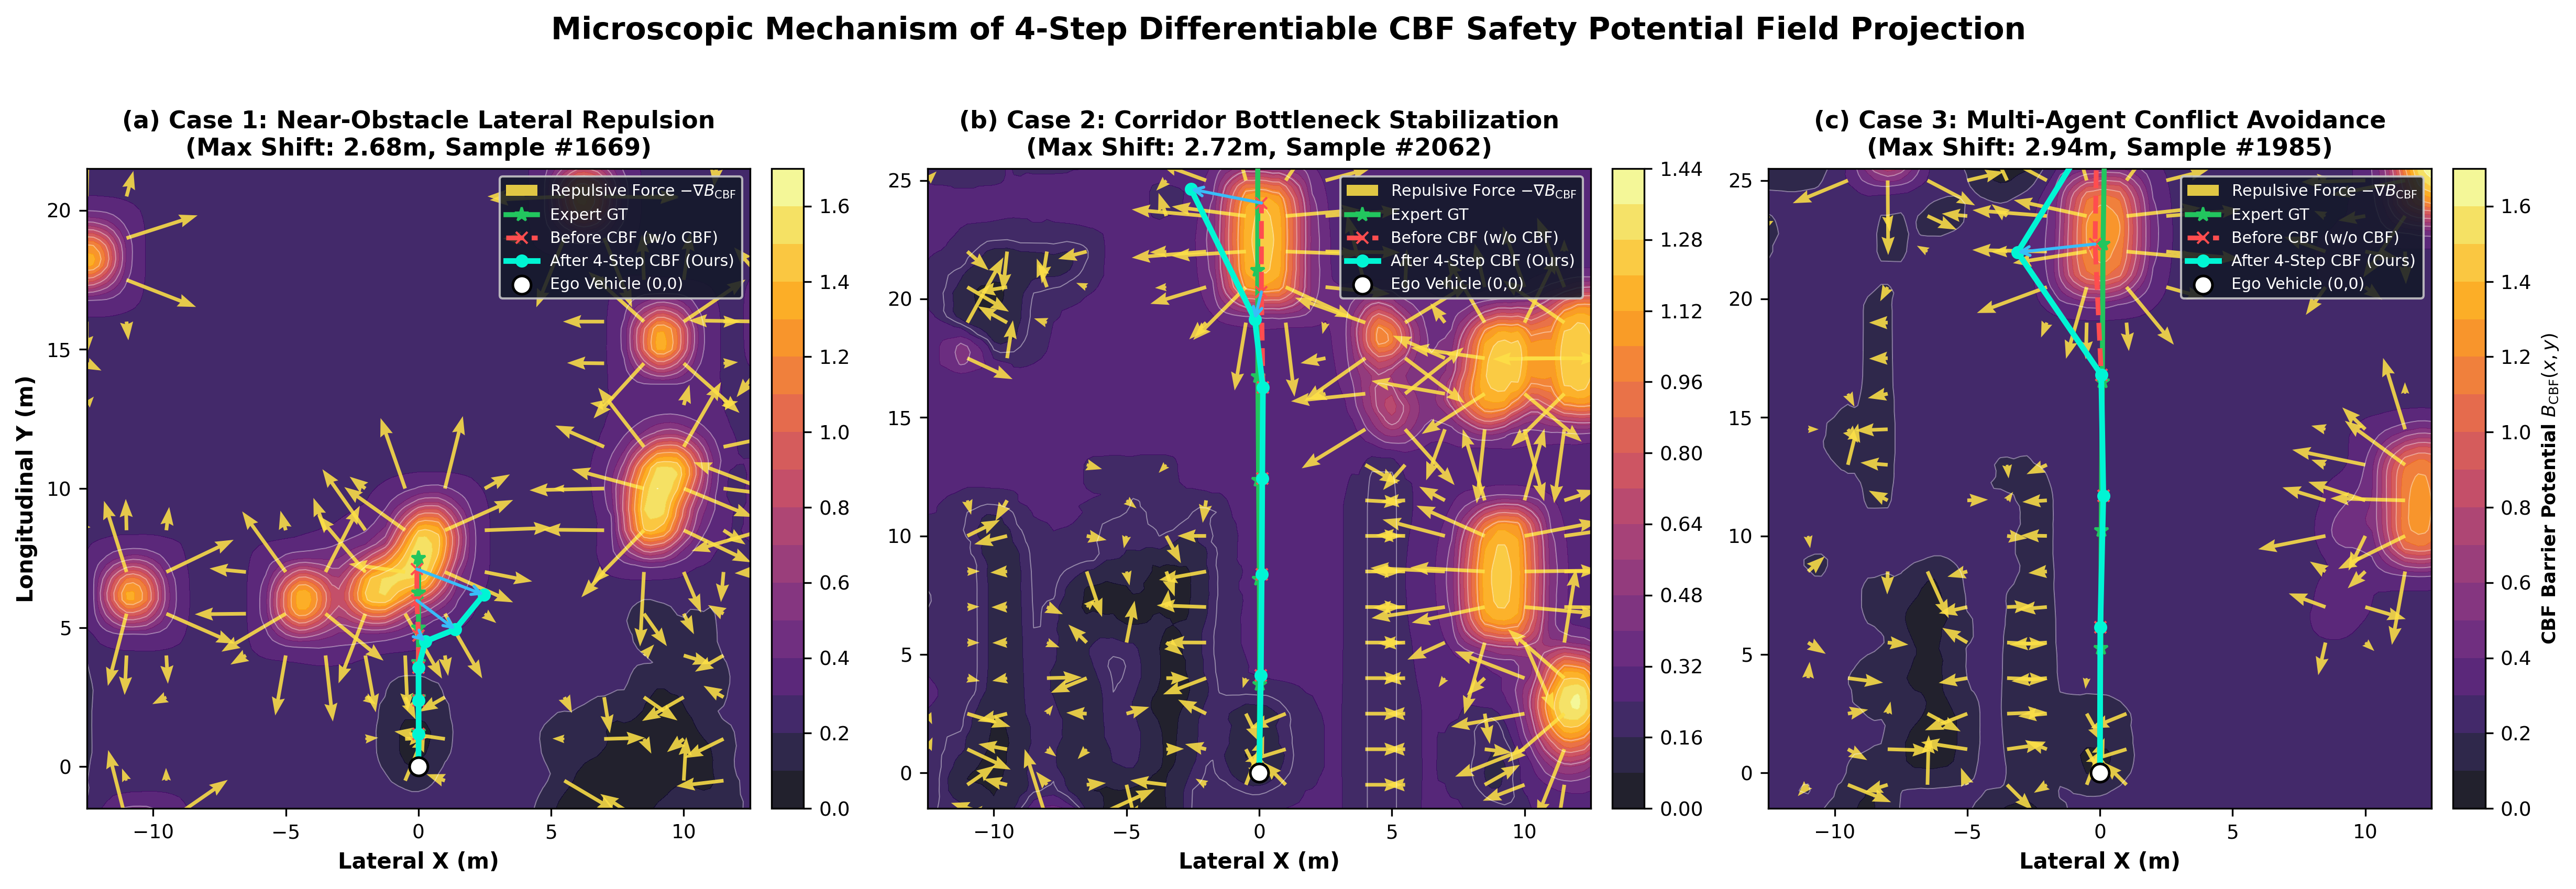 Microscopic Mechanism of 4-Step Differentiable CBF Safety Potential Field Projection
(a) Case 1: Near-Obstacle Lateral Repulsion
(Max Shift: 2.68m, Sample #1669)
Repulsive Force −∇B_CBF
Expert GT
Before CBF (w/o CBF)
After 4-Step CBF (Ours)
Ego Vehicle (0,0)
Longitudinal Y (m)
20
15
10
5
0
−10
−5
0
5
10
Lateral X (m)
1.6
1.4
1.2
1.0
0.8
0.6
0.4
0.2
0.0
(b) Case 2: Corridor Bottleneck Stabilization
(Max Shift: 2.72m, Sample #2062)
Repulsive Force −∇B_CBF
Expert GT
Before CBF (w/o CBF)
After 4-Step CBF (Ours)
Ego Vehicle (0,0)
25
20
15
10
5
0
−10
−5
0
5
10
Lateral X (m)
1.44
1.28
1.12
0.96
0.80
0.64
0.48
0.32
0.16
0.00
(c) Case 3: Multi-Agent Conflict Avoidance
(Max Shift: 2.94m, Sample #1985)
Repulsive Force −∇B_CBF
Expert GT
Before CBF (w/o CBF)
After 4-Step CBF (Ours)
Ego Vehicle (0,0)
25
20
15
10
5
0
−10
−5
0
5
10
Lateral X (m)
1.6
1.4
1.2
1.0
0.8
0.6
0.4
0.2
0.0
CBF Barrier Potential B_CBF(x, y)